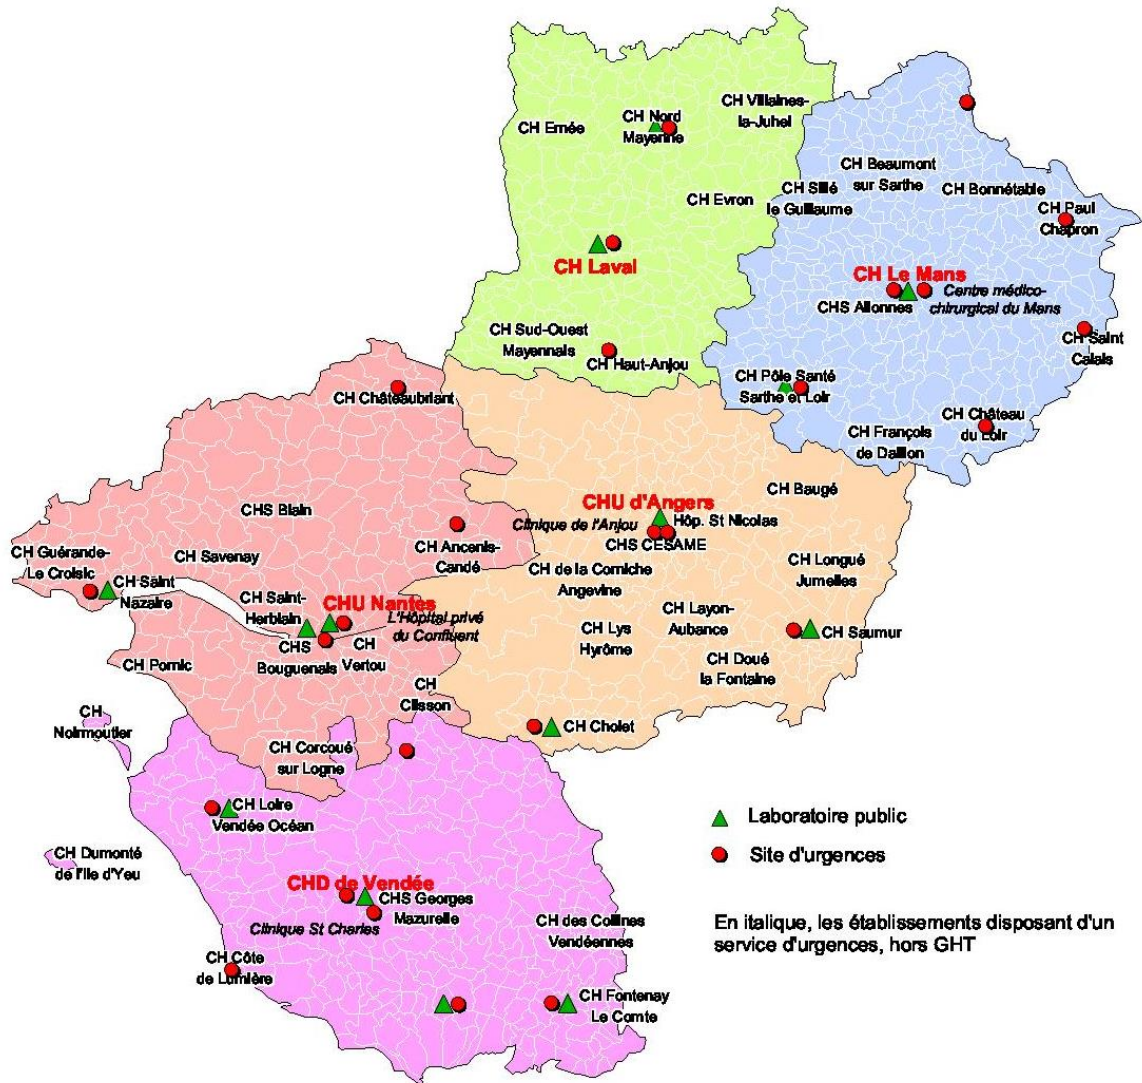 CH Ernée
CH Nord
Mayenne
CH Villaines-
la-Juhel
CH Evron
CH Laval
CH Sud-Ouest
Mayennais
CH Haut-Anjou
CH Beaumont
sur Sarthe
CH Sillé
le Guillaume
CH Bonnétable
CH Paul
Chapron
CH Le Mans
CHS Allonnes
Centre médico-
chirurgical du Mans
CH Saint
Calais
CH Pôle Santé
Sarthe et Loir
CH Château
du Loir
CH François
de Daillon
CH Châteaubriant
CHS Blain
CH Savenay
CH Ancenis-
Candé
CH Guérande-
Le Croisic
CH Saint
Nazaire
CH Saint-
Herblain
CHU Nantes
L'Hôpital privé
du Confluent
CHS
Bouguenais
CH
Vertou
CH Pornic
CH
Clisson
CH Corcoué
sur Logne
CHU d'Angers
Clinique de l'Anjou
Hôp. St Nicolas
CHS CESAME
CH Baugé
CH de la Corniche
Angevine
CH Longué
Jumelles
CH Layon-
Aubance
CH Lys
Hyrôme
CH Saumur
CH Doué
la Fontaine
CH Cholet
CH
Noirmoutier
CH Loire
Vendée Océan
CH Dumonté
de l'Ile d'Yeu
CHD de Vendée
CHS Georges
Mazurelle
Clinique St Charles
CH des Collines
Vendéennes
CH Côte
de Lumière
CH Fontenay
Le Comte
Laboratoire public
Site d'urgences
En italique, les établissements disposant d'un
service d'urgences, hors GHT